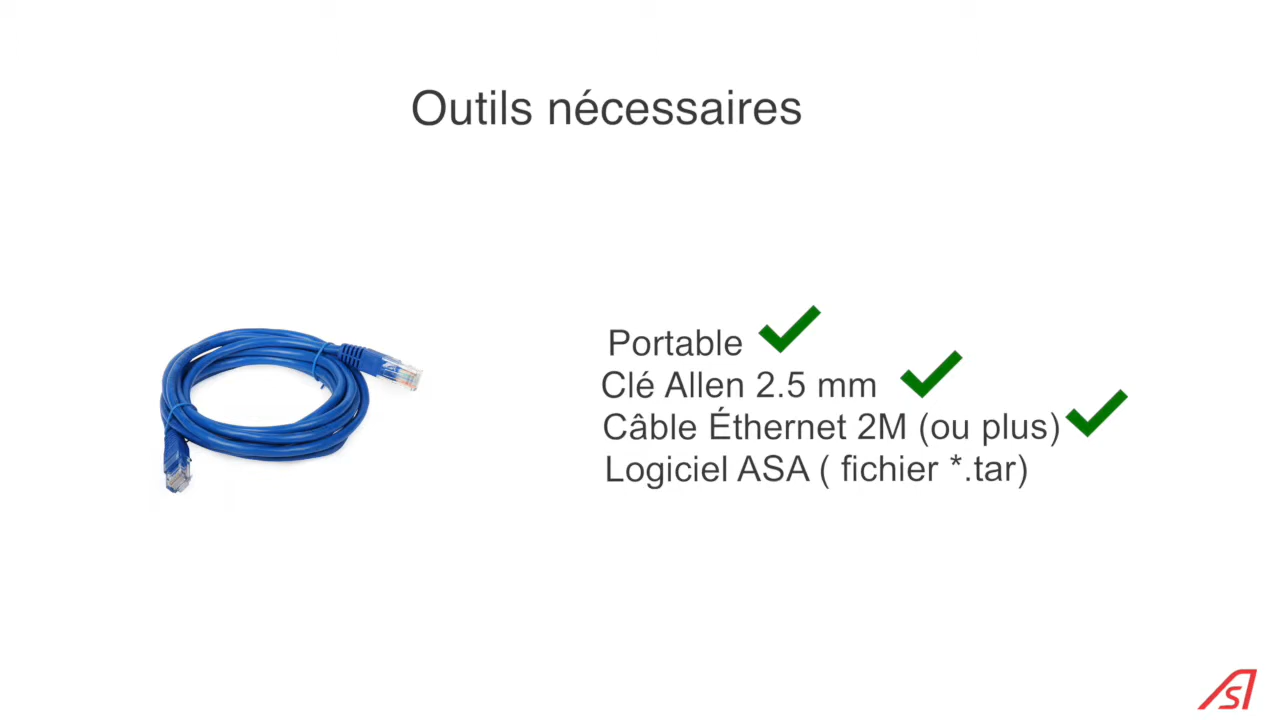 Outils nécessaires
Portable
Clé Allen 2.5 mm
Câble Éthernet 2M (ou plus)
Logiciel ASA ( fichier *.tar)